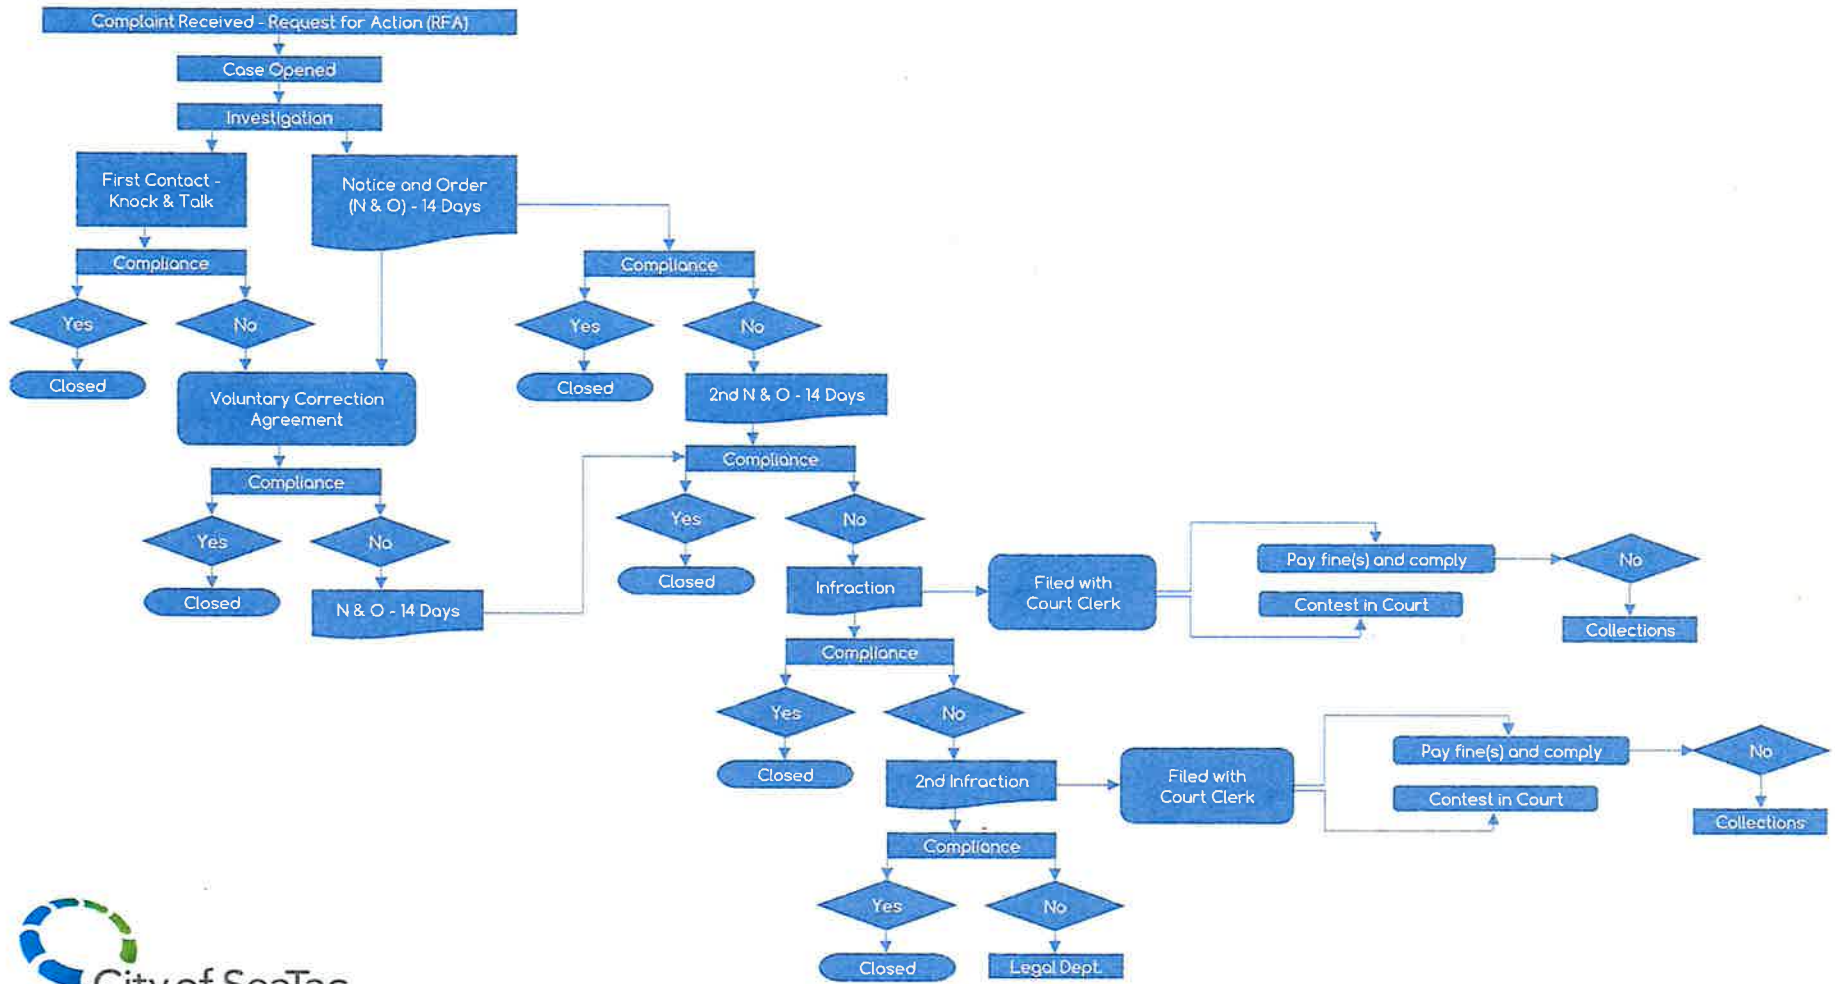 Complaint Received - Request for Action (RFA)
Case Opened
Investigation
First Contact -
Knock & Talk
Notice and Order
(N & O) - 14 Days
Compliance
Compliance
Yes
No
Yes
No
Closed
Closed
Voluntary Correction
Agreement
2nd N & O - 14 Days
Compliance
Compliance
Yes
No
Yes
No
Closed
Closed
N & O - 14 Days
Infraction
Filed with
Court Clerk
Pay fine(s) and comply
No
Contest in Court
Collections
Compliance
Yes
No
Closed
2nd Infraction
Filed with
Court Clerk
Pay fine(s) and comply
No
Contest in Court
Collections
Compliance
Yes
No
Closed
Legal Dept.
City of SeaTac